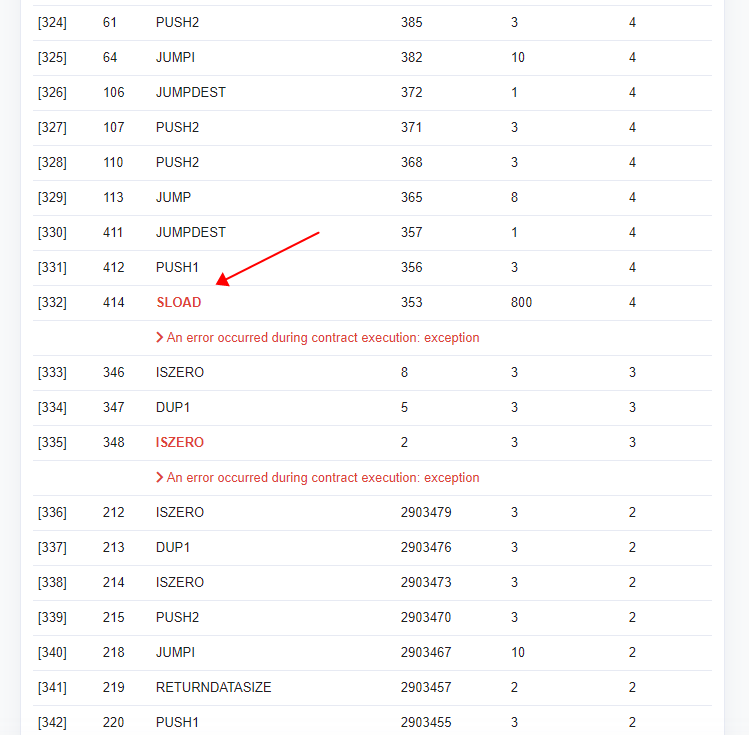 [324] 61 PUSH2 385 3 4
[325] 64 JUMPI 382 10 4
[326] 106 JUMPDEST 372 1 4
[327] 107 PUSH2 371 3 4
[328] 110 PUSH2 368 3 4
[329] 113 JUMP 365 8 4
[330] 411 JUMPDEST 357 1 4
[331] 412 PUSH1 356 3 4
[332] 414 SLOAD 353 800 4
An error occurred during contract execution: exception
[333] 346 ISZERO 8 3 3
[334] 347 DUP1 5 3 3
[335] 348 ISZERO 2 3 3
An error occurred during contract execution: exception
[336] 212 ISZERO 2903479 3 2
[337] 213 DUP1 2903476 3 2
[338] 214 ISZERO 2903473 3 2
[339] 215 PUSH2 2903470 3 2
[340] 218 JUMPI 2903467 10 2
[341] 219 RETURNDATASIZE 2903457 2 2
[342] 220 PUSH1 2903455 3 2